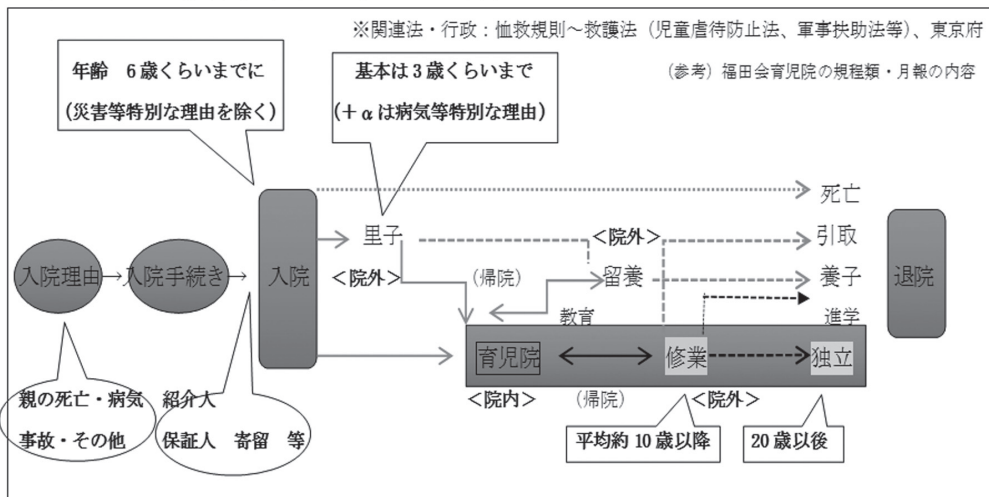 ※関連法・行政：恤救規則～救護法（児童虐待防止法、軍事扶助法等）、東京府
(参考）福田会育児院の規程類・月報の内容
年齢　6歳くらいまでに
(災害等特別な理由を除く)
基本は3歳くらいまで
(＋αは病気等特別な理由)
死亡
里子
＜院外＞
引取
入院理由
入院手続き
入院
＜院外＞
(帰院)
留養
養子
退院
教育
進学
育児院
修業
独立
＜院内＞
(帰院)
＜院外＞
親の死亡・病気
事故・その他
紹介人
保証人　寄留　等
平均約10歳以降
20歳以後